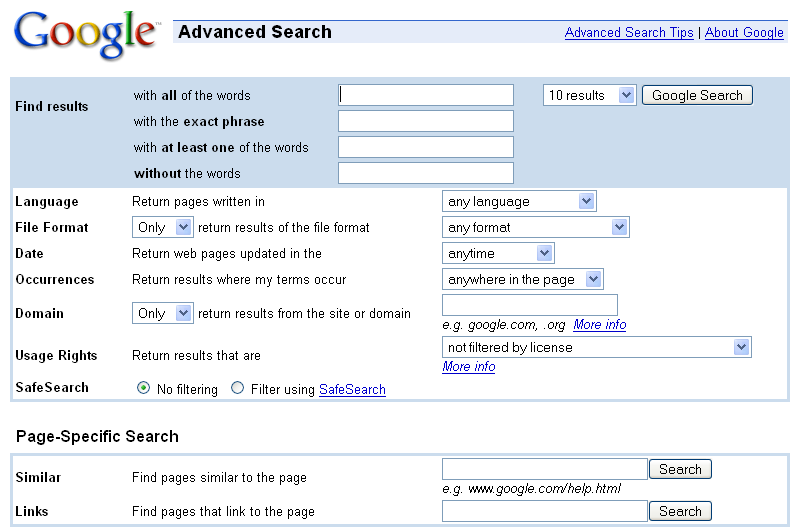 Google™ Advanced Search Advanced Search Tips | About Google
Find results with all of the words 10 results Google Search
with the exact phrase
with at least one of the words
without the words
Language Return pages written in any language
File Format Only return results of the file format any format
Date Return web pages updated in the anytime
Occurrences Return results where my terms occur anywhere in the page
Domain Only return results from the site or domain
e.g. google.com, .org More info
Usage Rights Return results that are not filtered by license
More info
SafeSearch No filtering Filter using SafeSearch
Page-Specific Search
Similar Find pages similar to the page Search
e.g. www.google.com/help.html
Links Find pages that link to the page Search